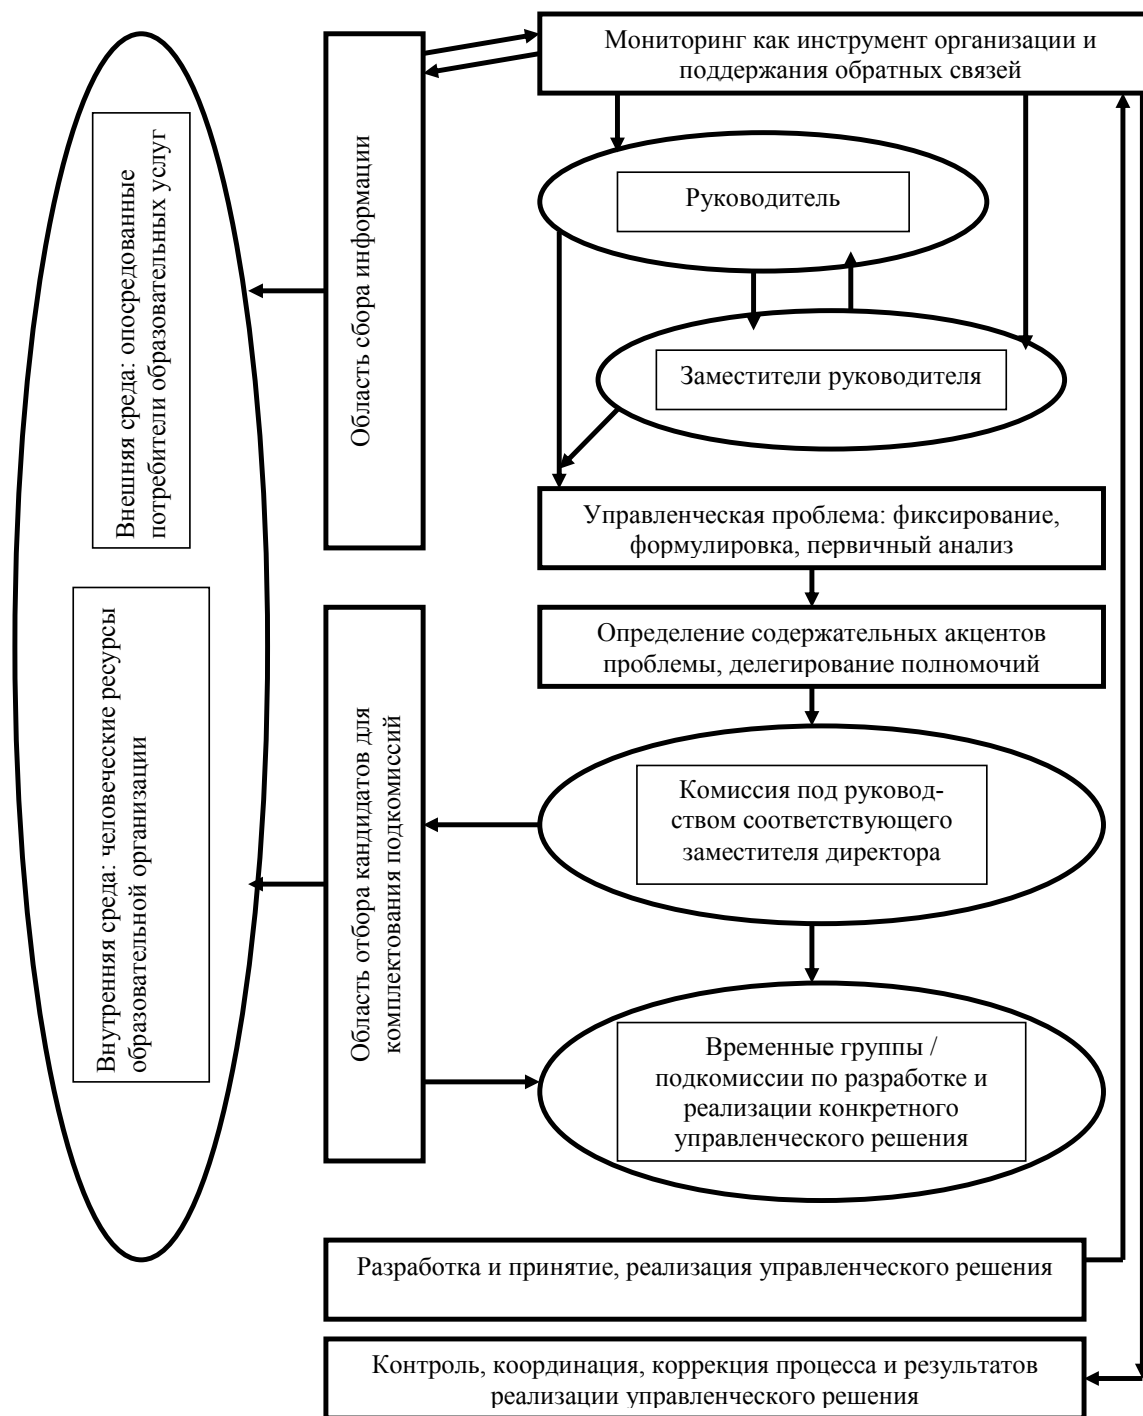 Мониторинг как инструмент организации и
поддержания обратных связей
Внешняя среда: опосредованные
потребители образовательных услуг
Область сбора информации
Руководитель
Заместители руководителя
Управленческая проблема: фиксирование,
формулировка, первичный анализ
Определение содержательных акцентов
проблемы, делегирование полномочий
Внутренняя среда: человеческие ресурсы
образовательной организации
Область отбора кандидатов для
комплектования подкомиссий
Комиссия под руковод-
ством соответствующего
заместителя директора
Временные группы /
подкомиссии по разработке и
реализации конкретного
управленческого решения
Разработка и принятие, реализация управленческого решения
Контроль, координация, коррекция процесса и результатов
реализации управленческого решения